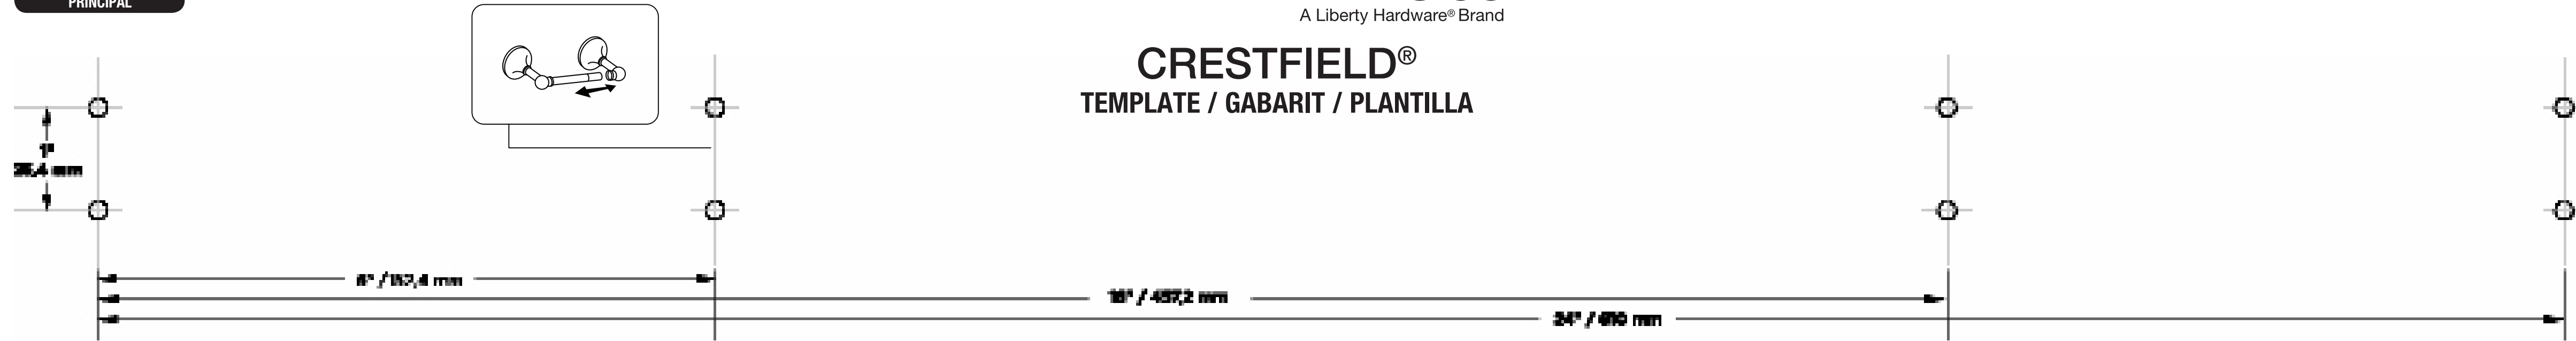 PRINCIPAL
A Liberty Hardware® Brand
CRESTFIELD®
TEMPLATE / GABARIT / PLANTILLA
1"
25,4 mm
6" / 152,4 mm
18" / 457,2 mm
24" / 610 mm